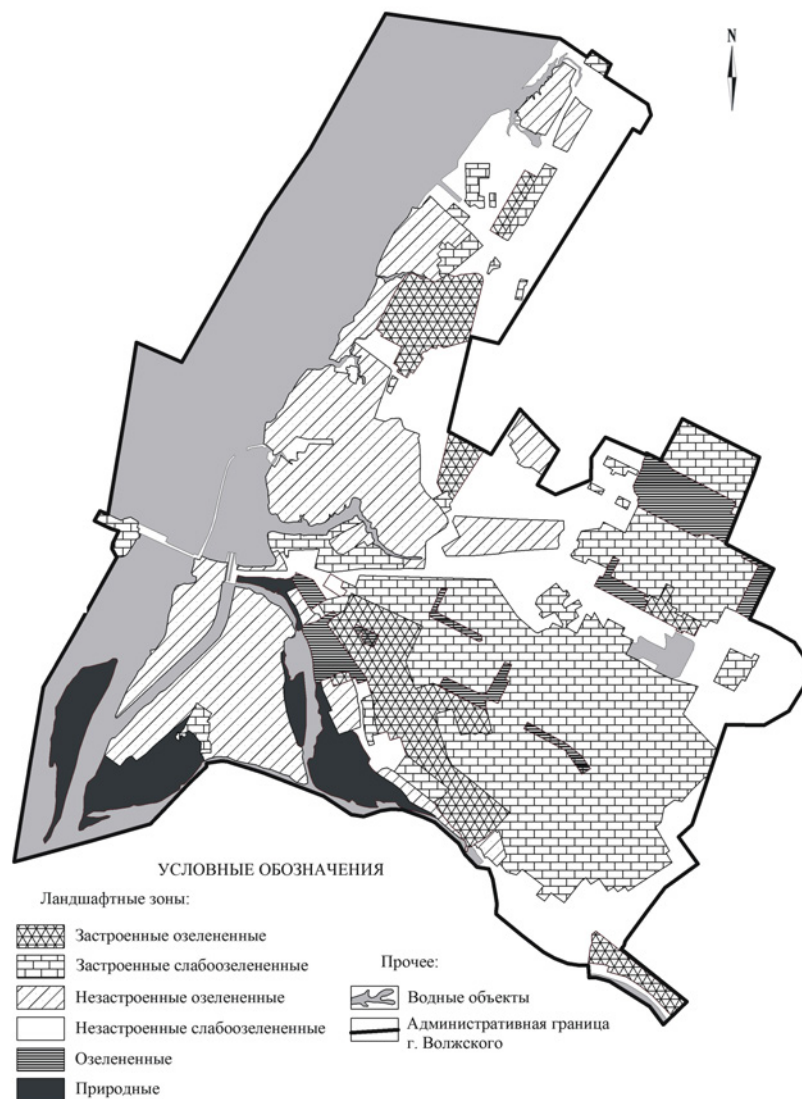 N
УСЛОВНЫЕ ОБОЗНАЧЕНИЯ
Ландшафтные зоны:
Застроенные озелененные
Застроенные слабоозелененные
Незастроенные озелененные
Незастроенные слабоозелененные
Озелененные
Природные
Прочее:
Водные объекты
Административная граница
г. Волжского